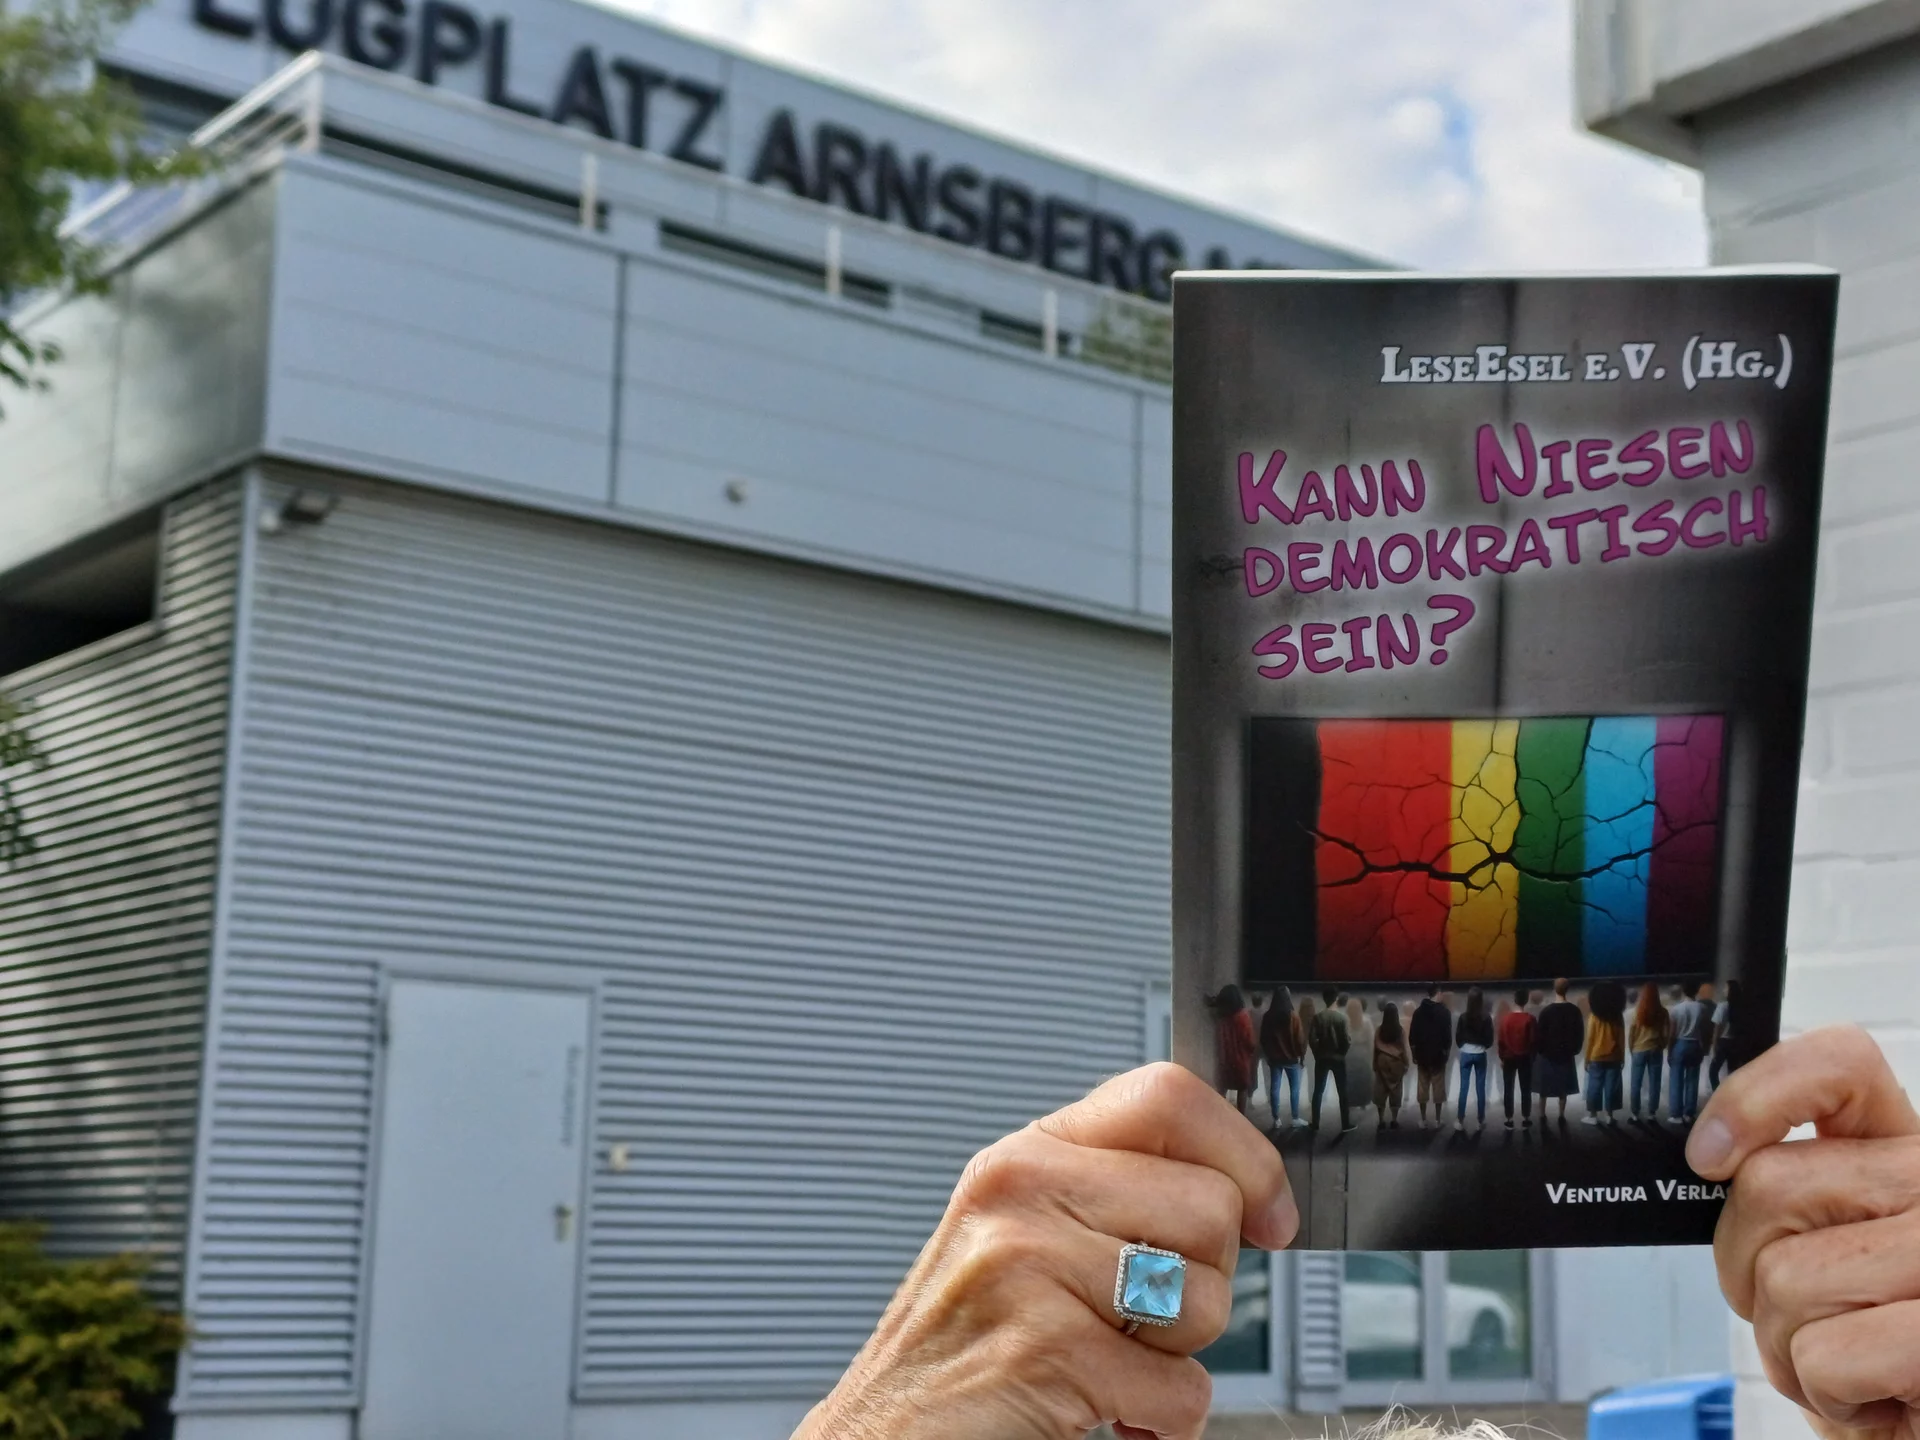 LUGPLATZ ARNSBERG
LeseEsel e.V. (Hg.)
Kann Niesen
demokratisch
sein?
Ventura Verla